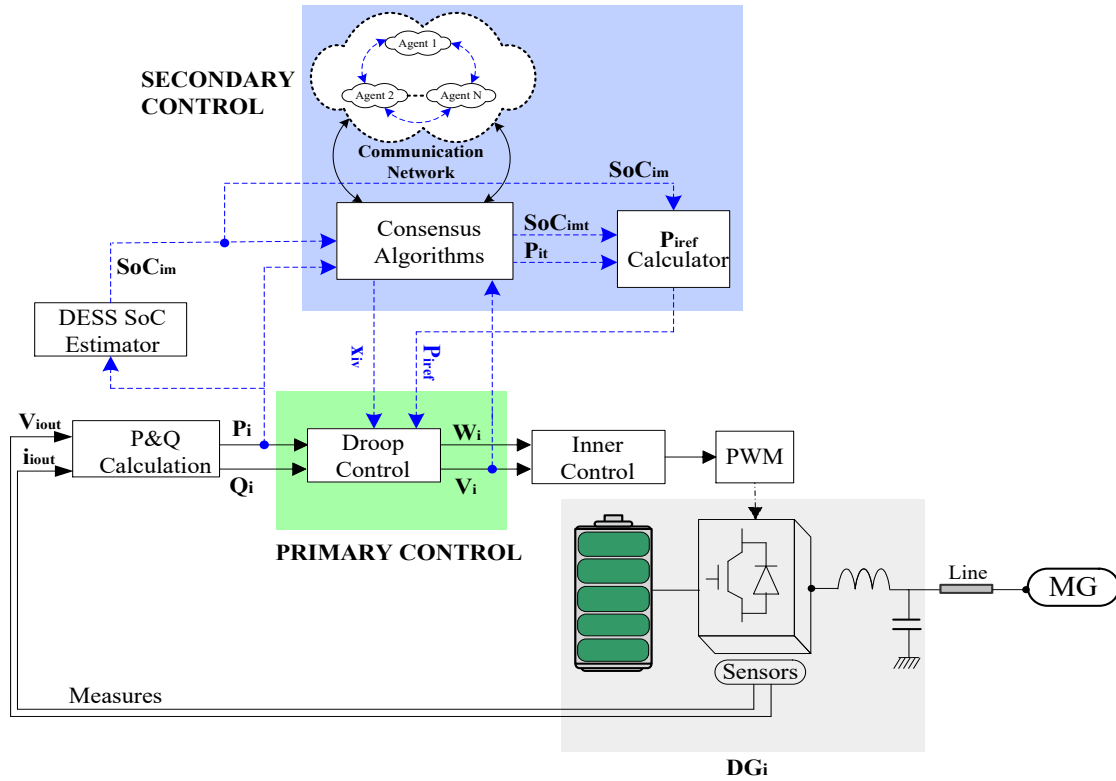 Agent 1
SECONDARY
CONTROL
Agent 2
Agent N
Communication
Network
SoCim
Consensus
Algorithms
SoCimt
Pit
Piref
Calculator
SoCim
DESS SoC
Estimator
xiv
Piref
Viout
iiout
P&Q
Calculation
Pi
Qi
Droop
Control
Wi
Vi
Inner
Control
PWM
PRIMARY CONTROL
Line
MG
Sensors
Measures
DGi